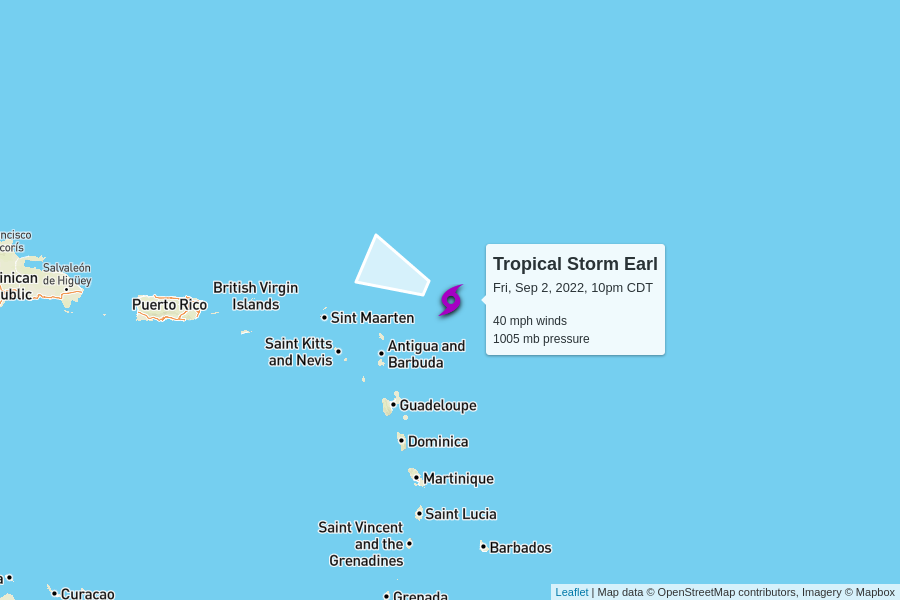 ncisco
corís
inican
ublic
Salvaleón
de Higüey
Puerto Rico
British Virgin
Islands
Sint Maarten
Saint Kitts
and Nevis
Antigua and
Barbuda
Guadeloupe
Dominica
Martinique
Saint Lucia
Saint Vincent
and the
Grenadines
Barbados
a
Curaçao
Grenada
Tropical Storm Earl
Fri, Sep 2, 2022, 10pm CDT
40 mph winds
1005 mb pressure
Leaflet | Map data © OpenStreetMap contributors, Imagery © Mapbox